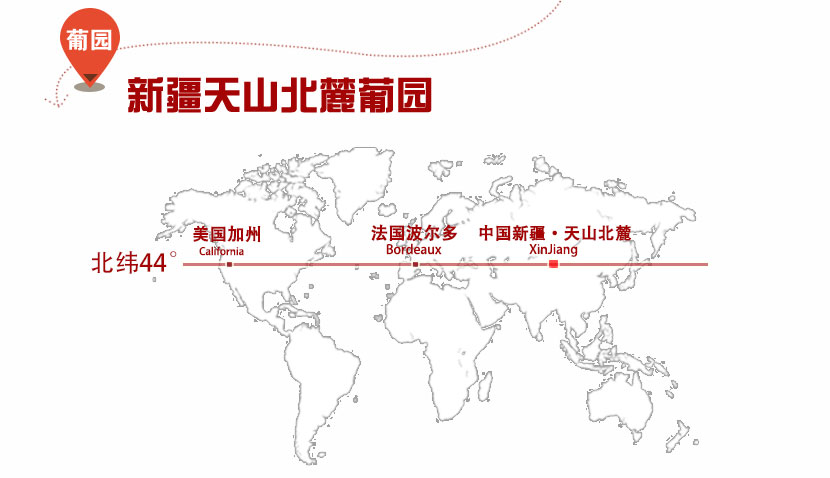 葡园
新疆天山北麓葡园
美国加州
California
法国波尔多
Bordeaux
中国新疆·天山北麓
XinJiang
北纬44°